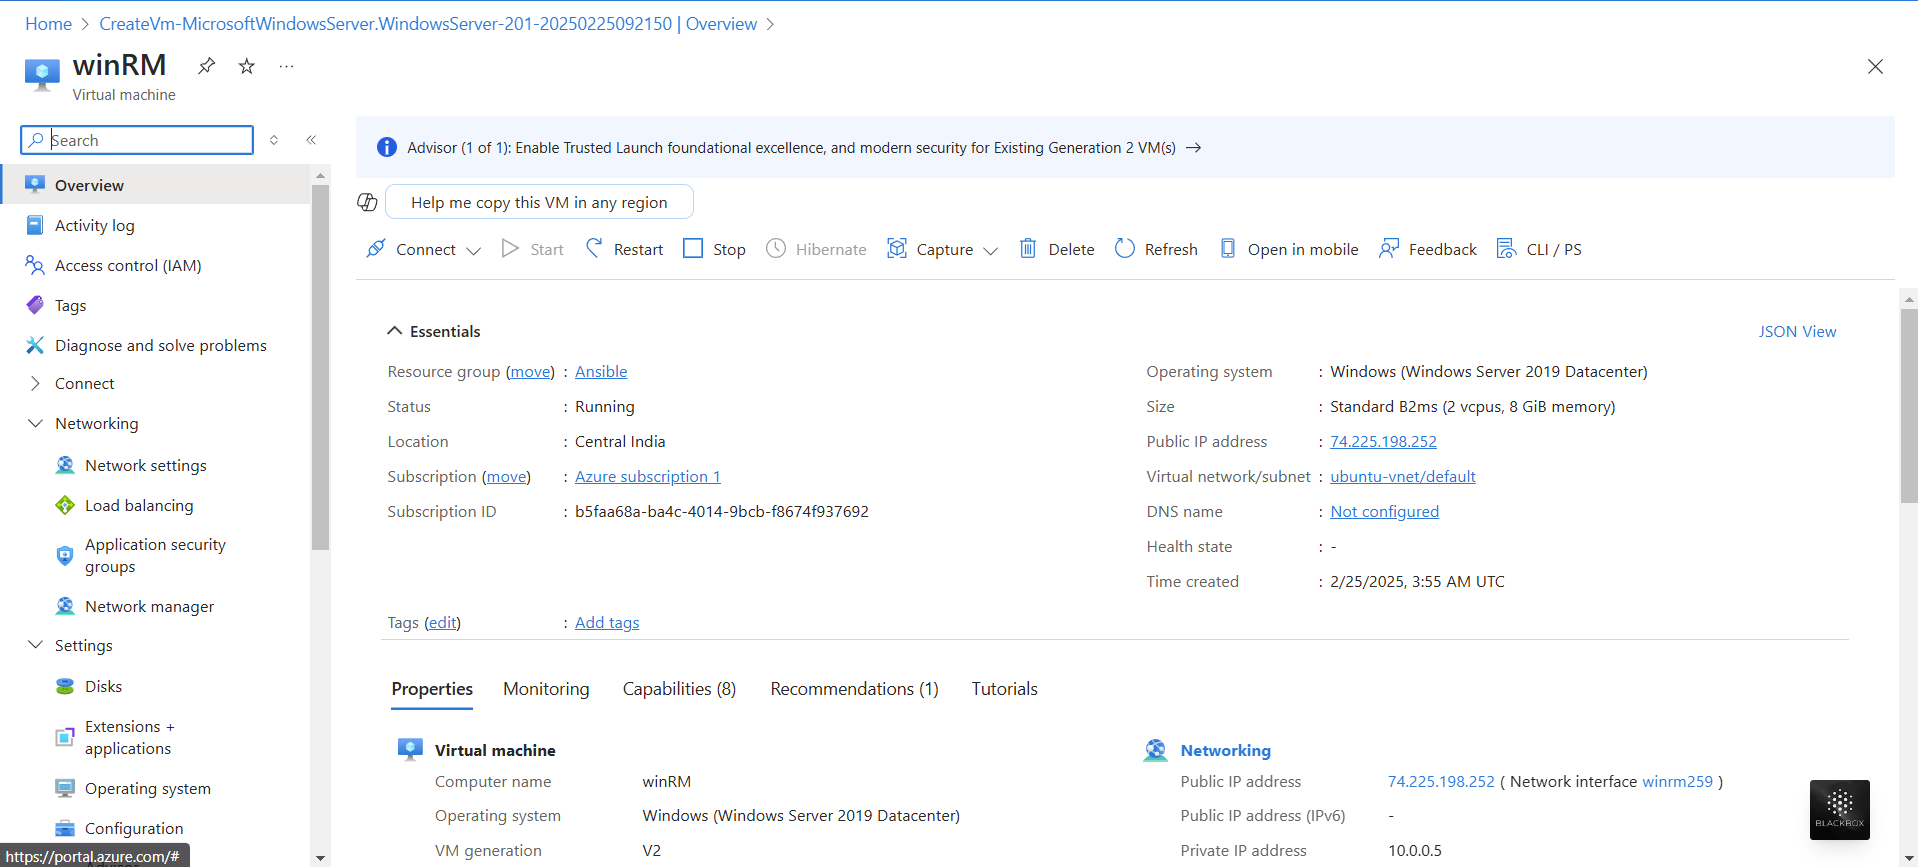 Home > CreateVm-MicrosoftWindowsServer.WindowsServer-201-20250225092150 | Overview >
winRM
Virtual machine
Search
Overview
Activity log
Access control (IAM)
Tags
Diagnose and solve problems
Connect
Networking
Network settings
Load balancing
Application security
groups
Network manager
Settings
Disks
Extensions +
applications
Operating system
Configuration
https://portal.azure.com/#
Advisor (1 of 1): Enable Trusted Launch foundational excellence, and modern security for Existing Generation 2 VM(s) →
Help me copy this VM in any region
Connect Start Restart Stop Hibernate Capture Delete Refresh Open in mobile Feedback CLI / PS
Essentials
JSON View
Resource group (move) : Ansible
Status : Running
Location : Central India
Subscription (move) : Azure subscription 1
Subscription ID : b5faa68a-ba4c-4014-9bcb-f8674f937692
Operating system : Windows (Windows Server 2019 Datacenter)
Size : Standard B2ms (2 vcpus, 8 GiB memory)
Public IP address : 74.225.198.252
Virtual network/subnet : ubuntu-vnet/default
DNS name : Not configured
Health state : -
Time created : 2/25/2025, 3:55 AM UTC
Tags (edit) : Add tags
Properties Monitoring Capabilities (8) Recommendations (1) Tutorials
Virtual machine
Computer name winRM
Operating system Windows (Windows Server 2019 Datacenter)
VM generation V2
Networking
Public IP address 74.225.198.252 ( Network interface winrm259 )
Public IP address (IPv6) -
Private IP address 10.0.0.5
BLACKBOX